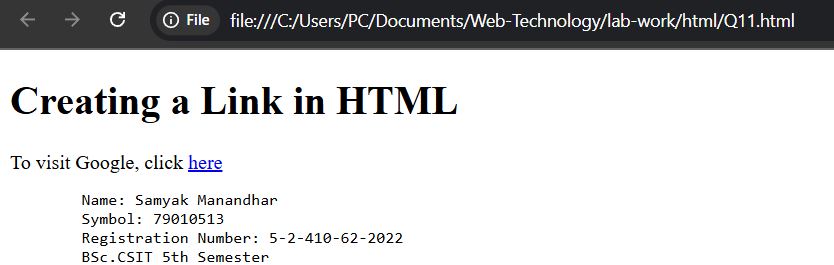 File file:///C:/Users/PC/Documents/Web-Technology/lab-work/html/Q11.html
Creating a Link in HTML
To visit Google, click here
Name: Samyak Manandhar
Symbol: 79010513
Registration Number: 5-2-410-62-2022
BSc.CSIT 5th Semester